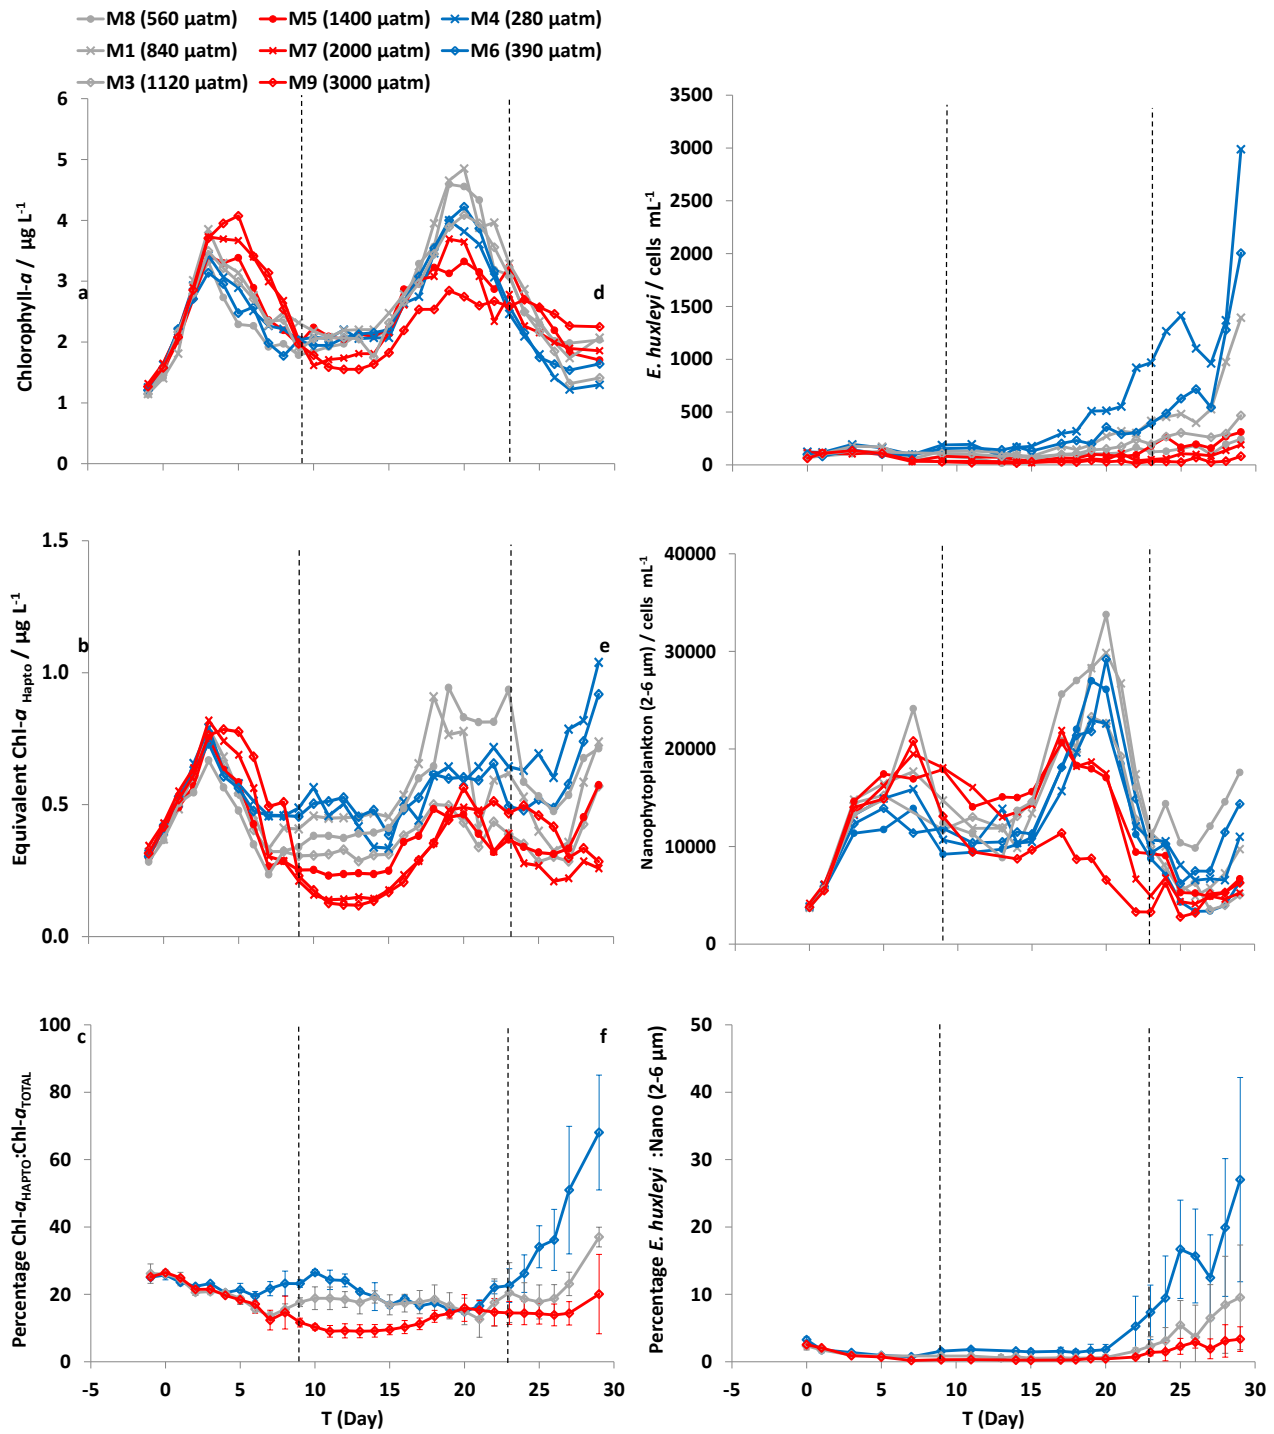 M8 (560 µatm) M5 (1400 µatm) M4 (280 µatm)
M1 (840 µatm) M7 (2000 µatm) M6 (390 µatm)
M3 (1120 µatm) M9 (3000 µatm)
Chlorophyll-a / µg L-1
6
5
4
3
2
1
0
a
E. huxleyi / cells mL-1
3500
3000
2500
2000
1500
1000
500
0
d
Equivalent Chl-a Hapto / µg L-1
1.5
1.0
0.5
0.0
b
Nanophytoplankton (2-6 µm) / cells mL-1
40000
30000
20000
10000
0
e
Percentage Chl-aHAPTO:Chl-aTOTAL
100
80
60
40
20
0
c
-5 0 5 10 15 20 25 30
T (Day)
Percentage E. huxleyi :Nano (2-6 µm)
50
40
30
20
10
0
f
-5 0 5 10 15 20 25 30
T (Day)